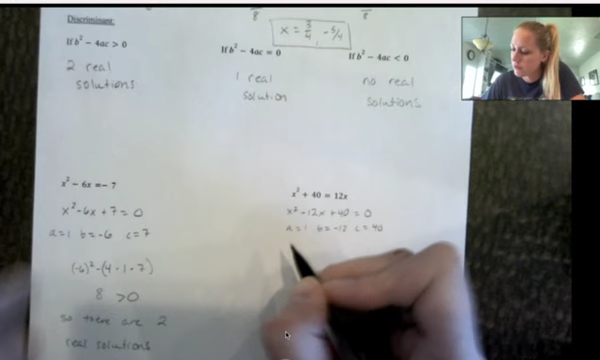 8
x = 3/4, -5/4
8
Discriminant:
If b² - 4ac > 0
2 real
solutions
If b² - 4ac = 0
1 real
solution
If b² - 4ac < 0
no real
solutions
x² - 6x = -7
x² - 6x + 7 = 0
a = 1 b = -6 c = 7
(-6)² - (4 · 1 · 7)
8 > 0
so there are 2
real solutions
x² + 40 = 12x
x² - 12x + 40 = 0
a = 1 b = -12 c = 40